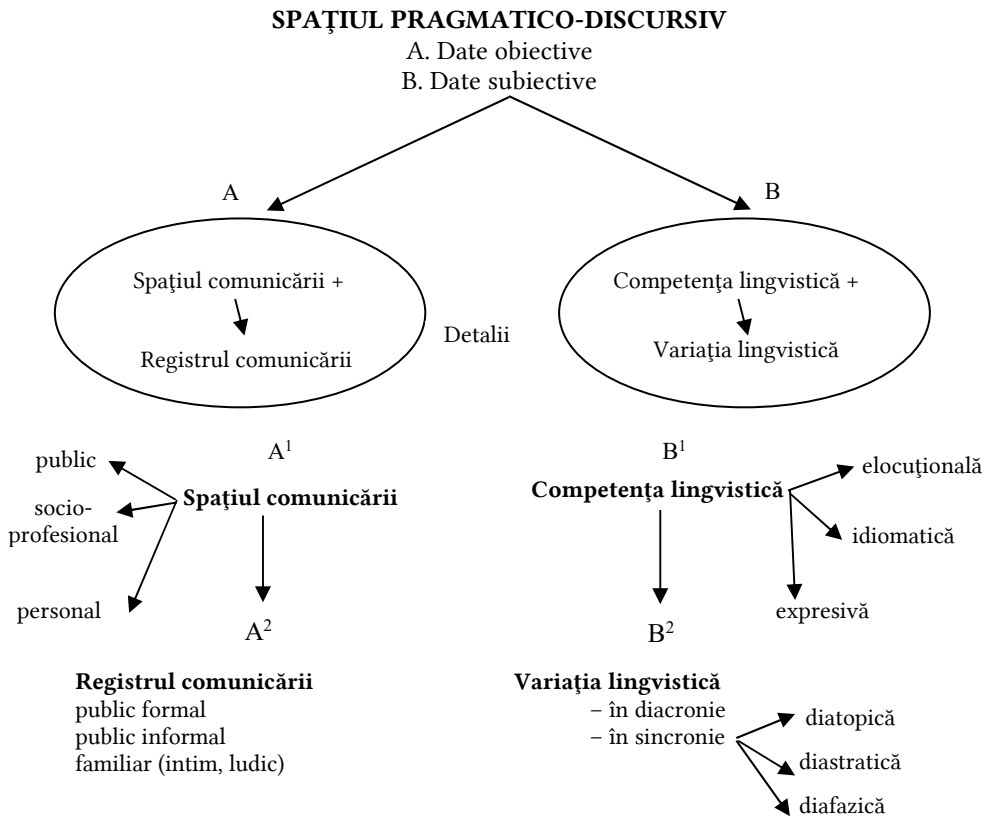 SPAŢIUL PRAGMATICO-DISCURSIV
A. Date obiective
B. Date subiective
A
B
Spaţiul comunicării +
Registrul comunicării
Detalii
Competenţa lingvistică +
Variaţia lingvistică
A¹
Spaţiul comunicării
public
socio-
profesional
personal
A²
Registrul comunicării
public formal
public informal
familiar (intim, ludic)
B¹
Competenţa lingvistică
elocuţională
idiomatică
expresivă
B²
Variaţia lingvistică
– în diacronie
– în sincronie
diatopică
diastratică
diafazică